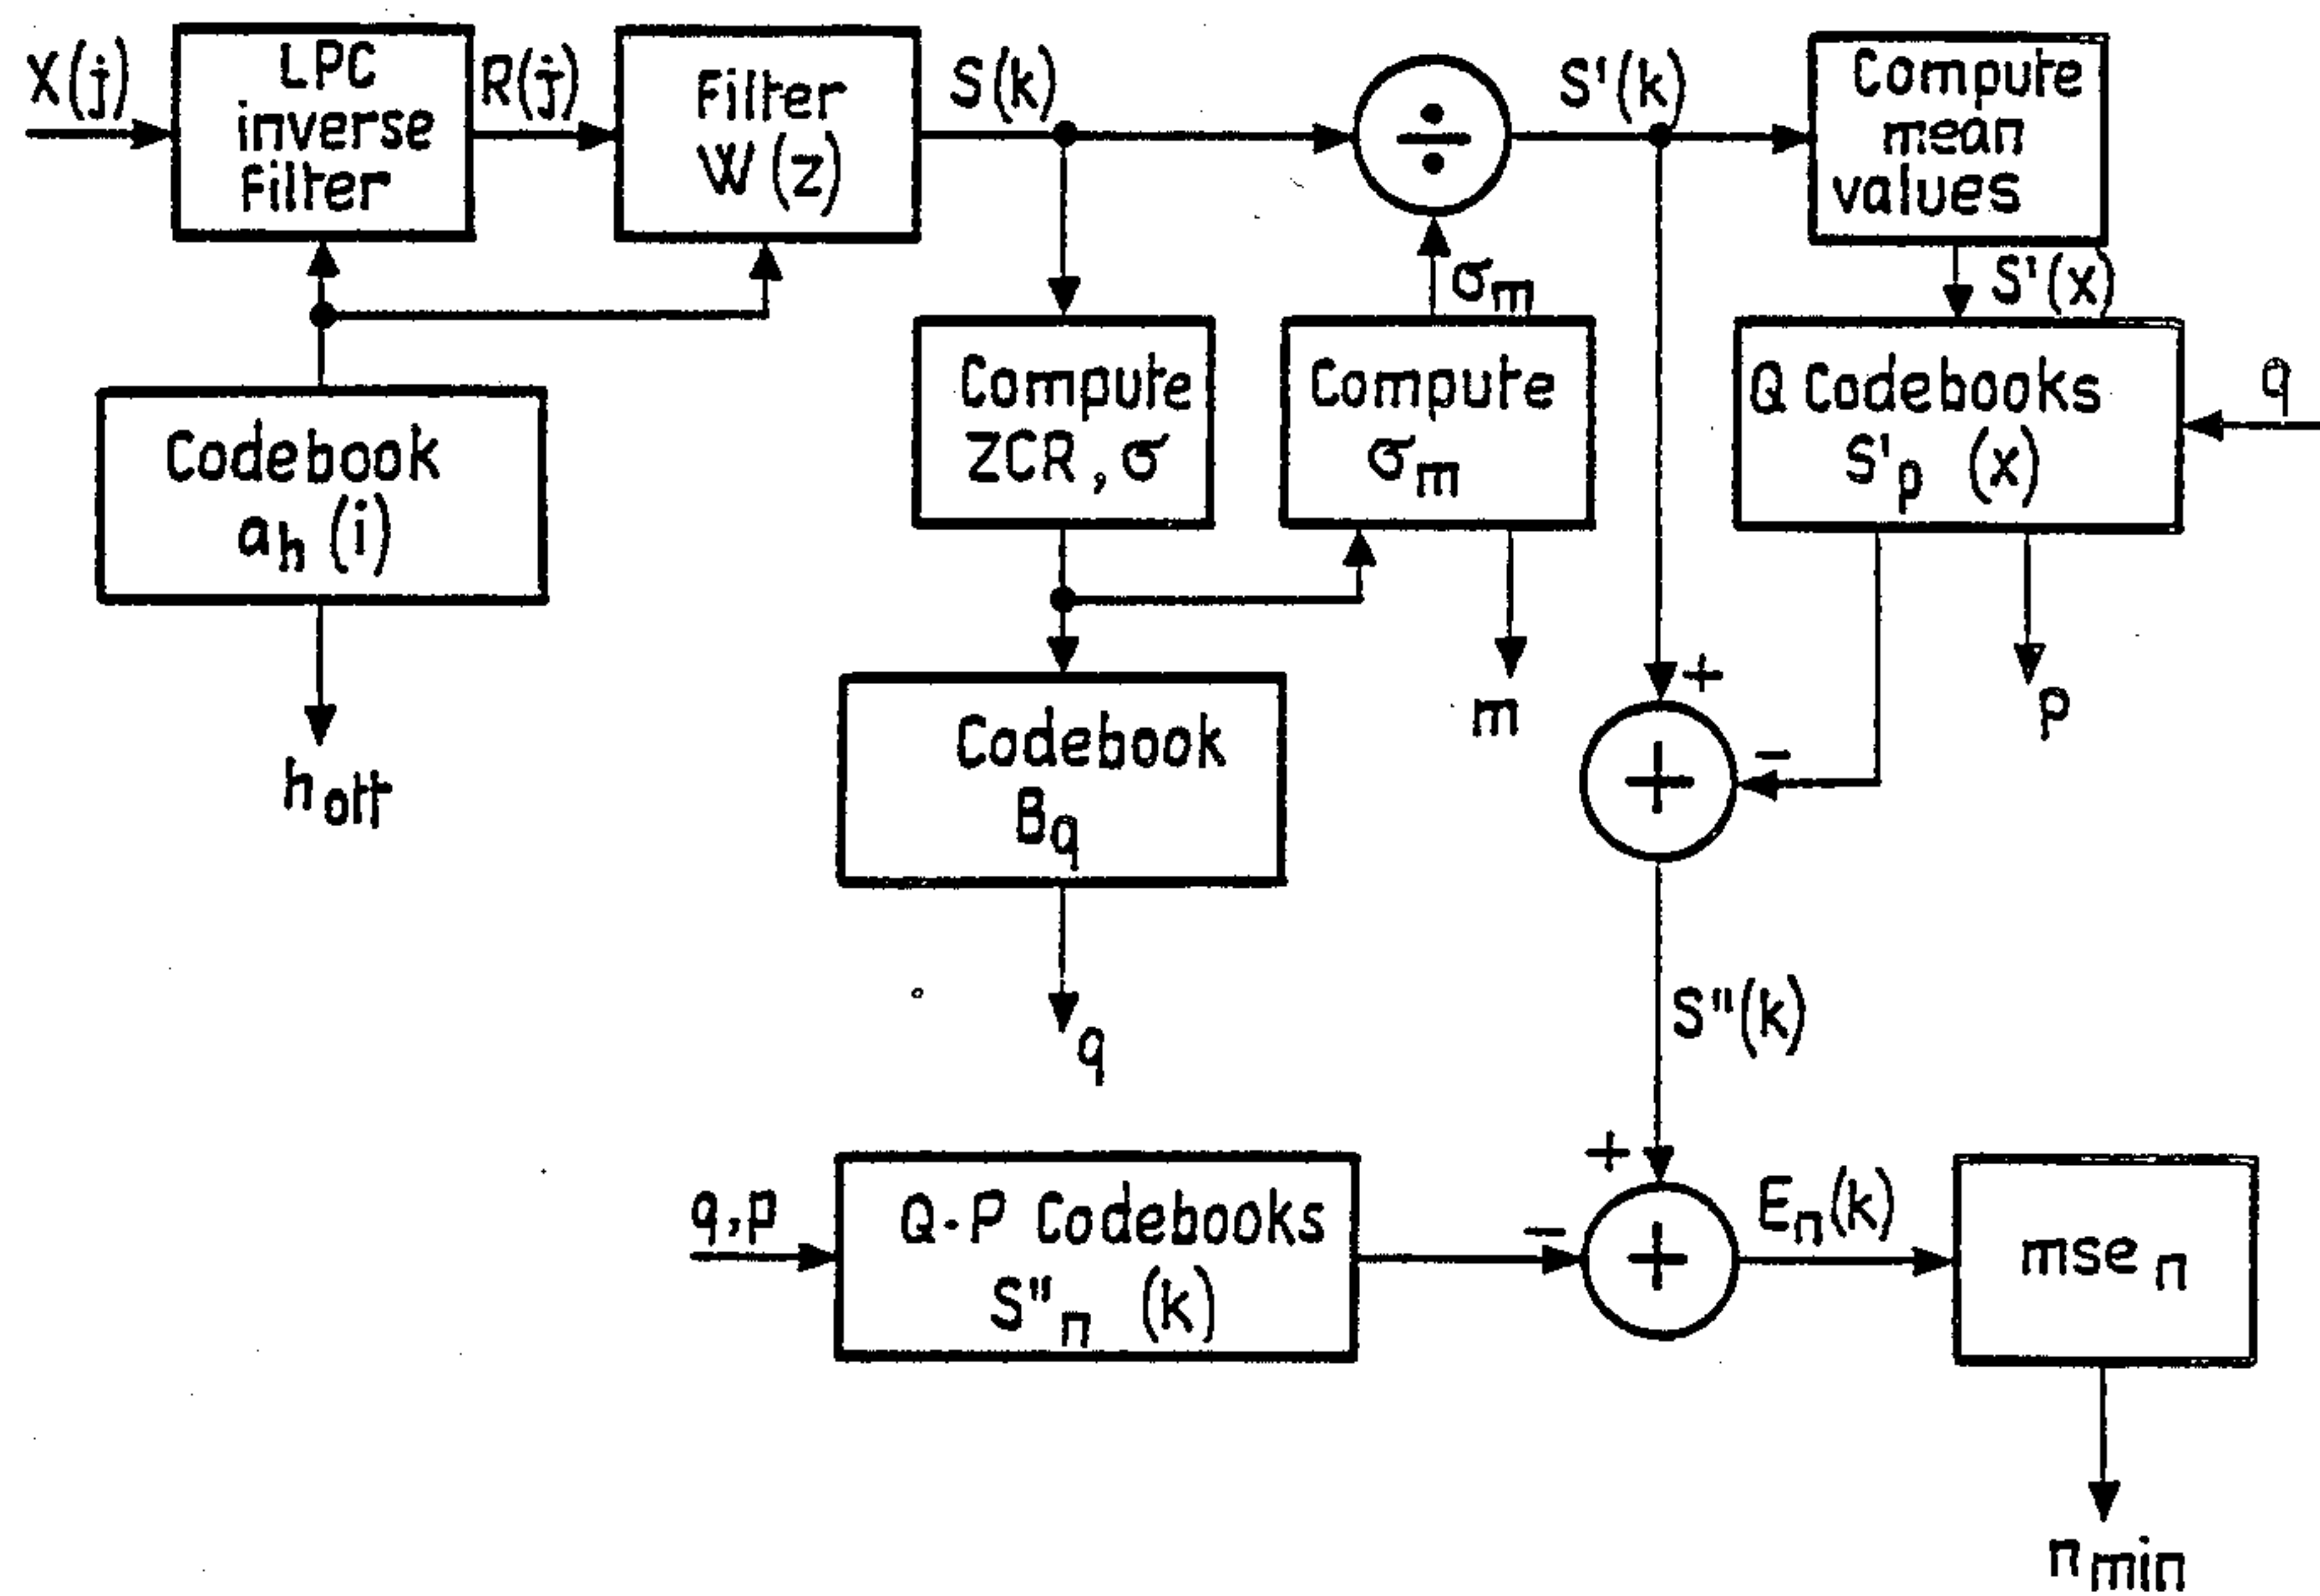 X(j)
LPC
inverse
Filter
R(j)
Filter
W(z)
S(k)
÷
S'(k)
Compute
mean
values
S'(x)
σm
Compute
ZCR, σ
Compute
σm
Q Codebooks
S'p (x)
q
Codebook
ah (i)
hott
m
p
+
-
+
Codebook
Bq
q
S"(k)
q,p
Q-P Codebooks
S"n (k)
-
+
+
En(k)
mse n
nmin